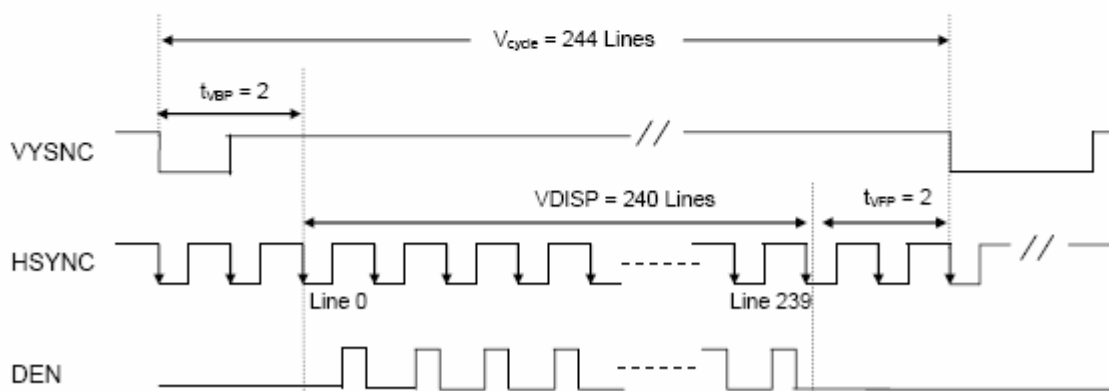 Vcycle = 244 Lines
tVBP = 2
VYSNC
VDISP = 240 Lines
tVFP = 2
HSYNC
Line 0
Line 239
DEN